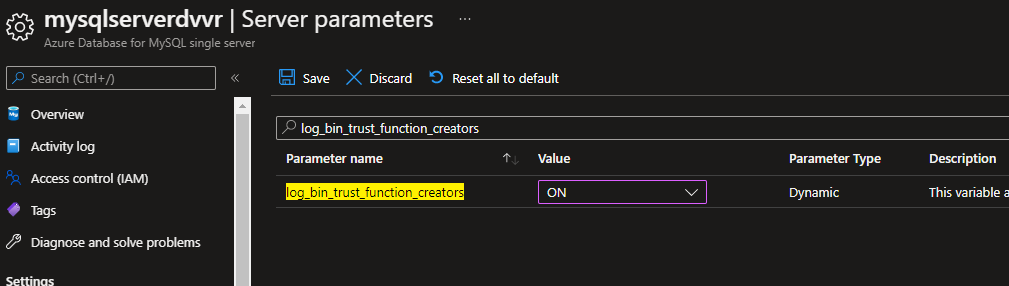 mysqlserverdvvr | Server parameters ...
Azure Database for MySQL single server
Search (Ctrl+/) «
Overview
Activity log
Access control (IAM)
Tags
Diagnose and solve problems
Settings
Save Discard Reset all to default
log_bin_trust_function_creators
Parameter name ↑↓ Value Parameter Type Description
log_bin_trust_function_creators ON Dynamic This variable a